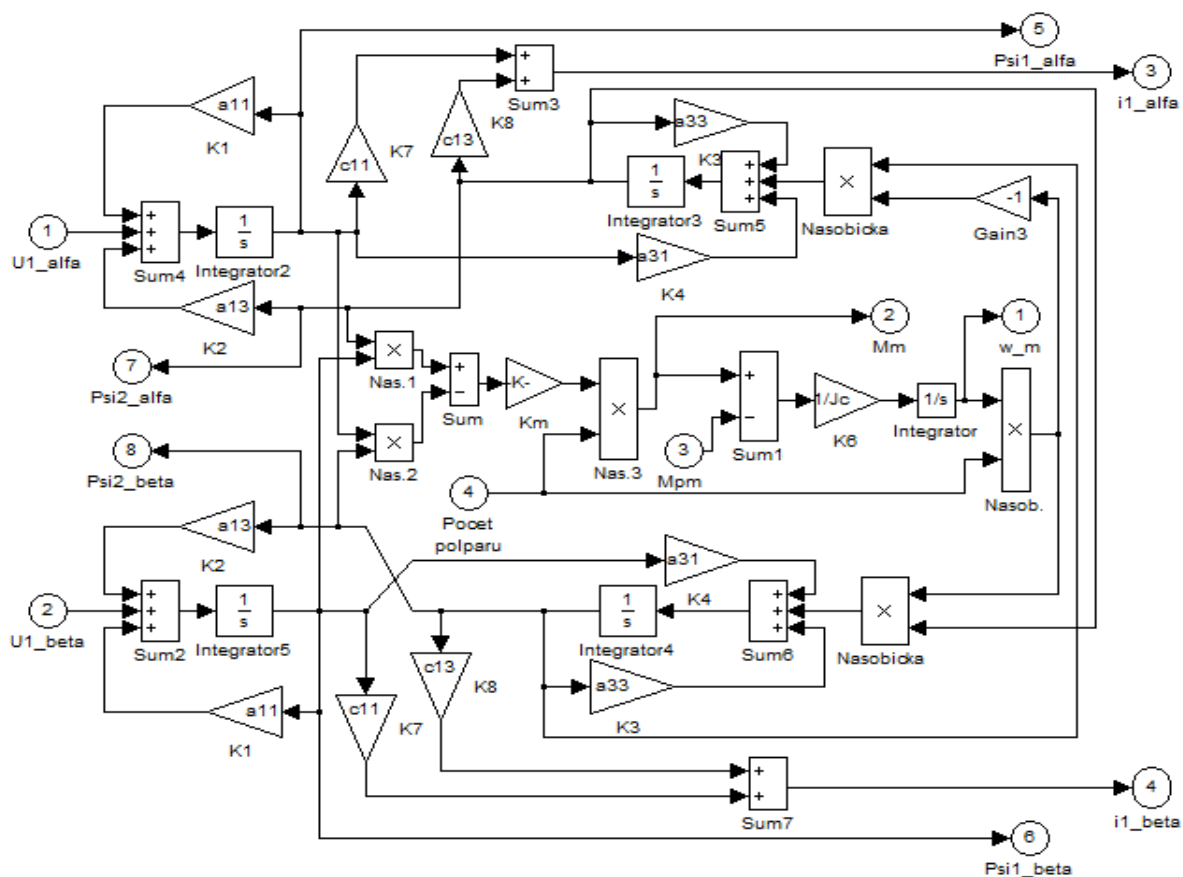 5
Psi1_alfa
3
i1_alfa
+
+
Sum3
a11
K1
K8
c13
K7
c11
a33
K3
1
s
Integrator3
+
+
+
Sum5
×
Nasobicka
-1
Gain3
1
U1_alfa
+
+
+
Sum4
1
s
Integrator2
a31
K4
a13
K2
7
Psi2_alfa
×
Nas.1
+
−
Sum
K-
Km
×
Nas.3
2
Mm
+
−
Sum1
1/Jc
K6
1/s
Integrator
1
w_m
×
Nasob.
8
Psi2_beta
×
Nas.2
3
Mpm
4
Pocet
polparu
a13
K2
a31
K4
2
U1_beta
+
+
+
Sum2
1
s
Integrator5
1
s
Integrator4
+
+
+
Sum6
×
Nasobicka
c13
K8
a33
K3
a11
K1
c11
K7
+
+
Sum7
4
i1_beta
6
Psi1_beta